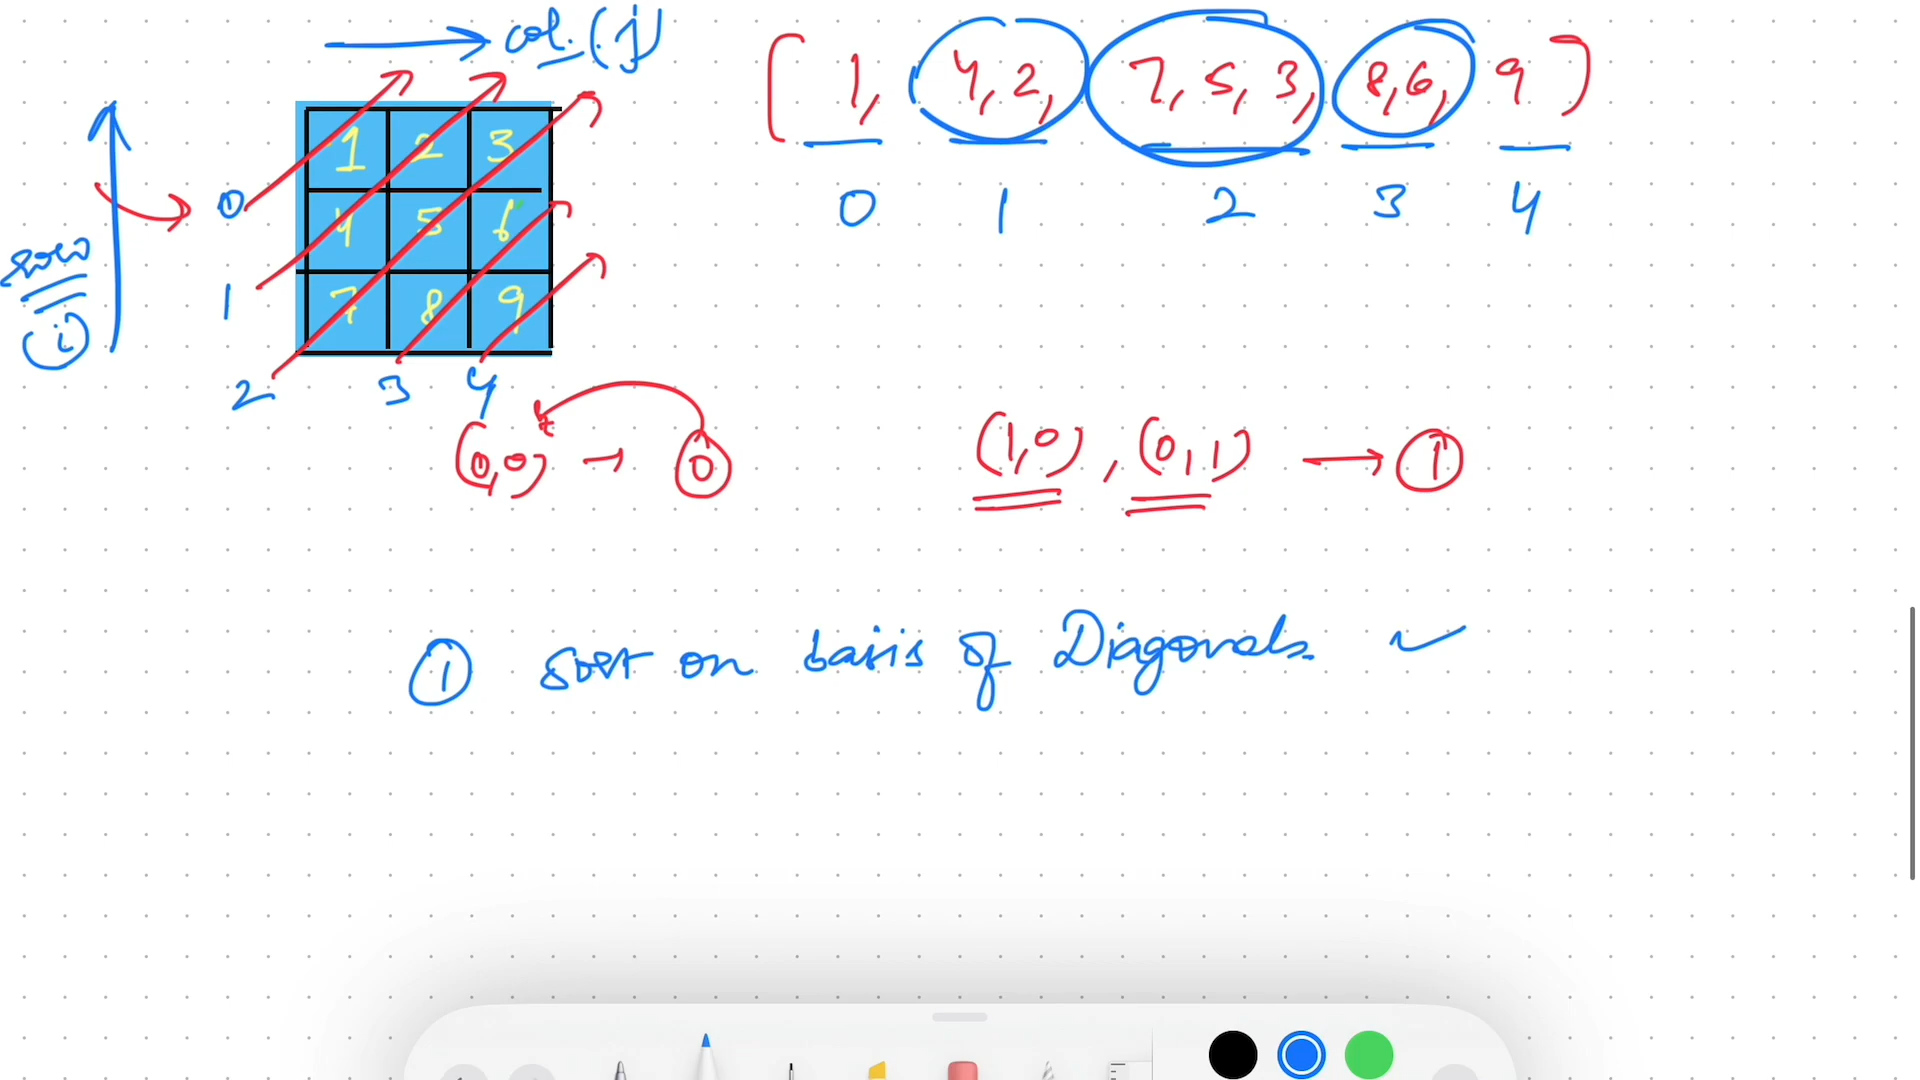 col. (j)
[ 1, 4, 2, 7, 5, 3, 8, 6, 9 ]
0 1 2 3 4
1 2 3
0
4 5 6
row
(i)
1
7 8 9
2 3 4
(0,0) → 0
(1,0), (0,1) → 1
1 sort on basis of Diagonals.